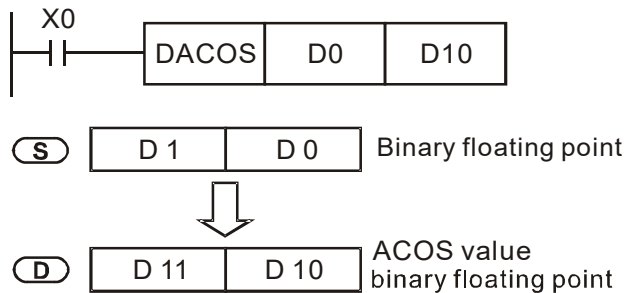 X0
DACOS D0 D10
S D 1 D 0 Binary floating point
D D 11 D 10 ACOS value
binary floating point